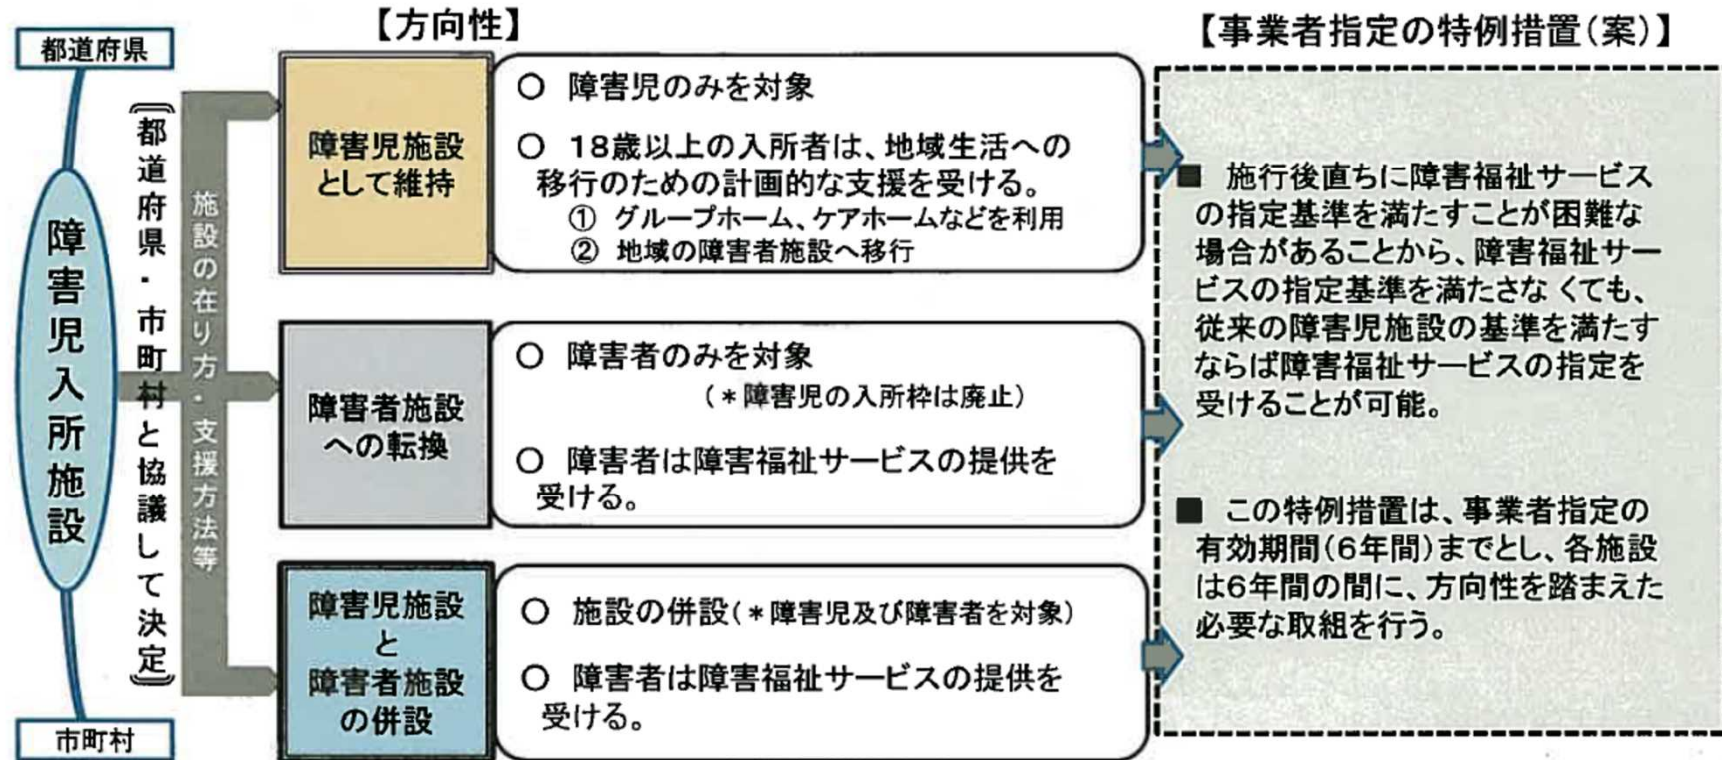 【方向性】
【事業者指定の特例措置(案)】
都道府県
障害児入所施設
市町村
〔都道府県・市町村と協議して決定〕
施設の在り方・支援方法等
障害児施設
として維持
○ 障害児のみを対象
○ 18歳以上の入所者は、地域生活への
移行のための計画的な支援を受ける。
① グループホーム、ケアホームなどを利用
② 地域の障害者施設へ移行
障害者施設
への転換
○ 障害者のみを対象
(*障害児の入所枠は廃止)
○ 障害者は障害福祉サービスの提供を
受ける。
障害児施設
と
障害者施設
の併設
○ 施設の併設(*障害児及び障害者を対象)
○ 障害者は障害福祉サービスの提供を
受ける。
■ 施行後直ちに障害福祉サービス
の指定基準を満たすことが困難な
場合があることから、障害福祉サー
ビスの指定基準を満たさなくても、
従来の障害児施設の基準を満たす
ならば障害福祉サービスの指定を
受けることが可能。
■ この特例措置は、事業者指定の
有効期間(6年間)までとし、各施設
は6年間の間に、方向性を踏まえた
必要な取組を行う。